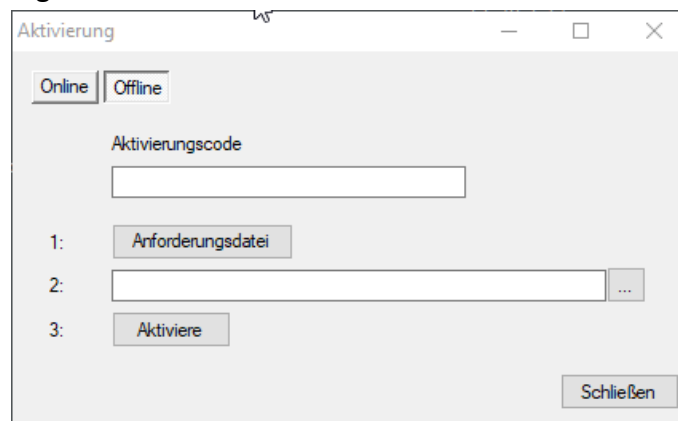 Aktivierung
Online Offline
Aktivierungscode
1: Anforderungsdatei
2: ...
3: Aktiviere
Schließen